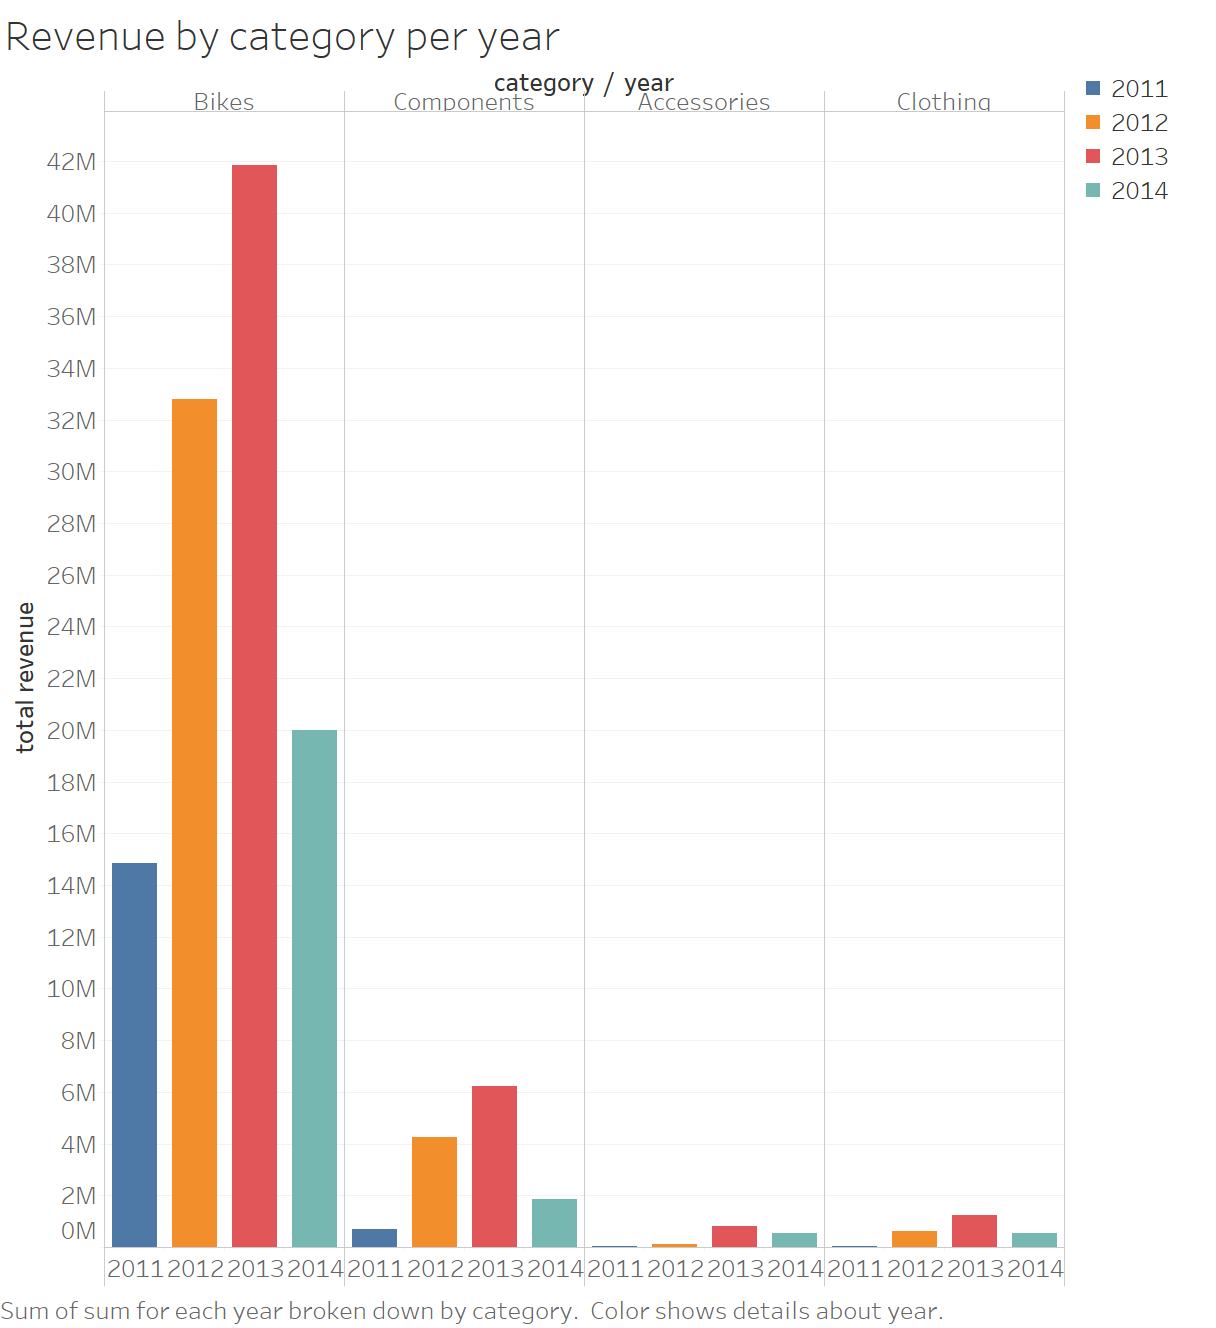 Revenue by category per year
category / year
Bikes Components Accessories Clothing
2011
2012
2013
2014
42M
40M
38M
36M
34M
32M
30M
28M
26M
24M
22M
20M
18M
16M
14M
12M
10M
8M
6M
4M
2M
0M
total revenue
2011 2012 2013 2014 2011 2012 2013 2014 2011 2012 2013 2014 2011 2012 2013 2014
Sum of sum for each year broken down by category. Color shows details about year.